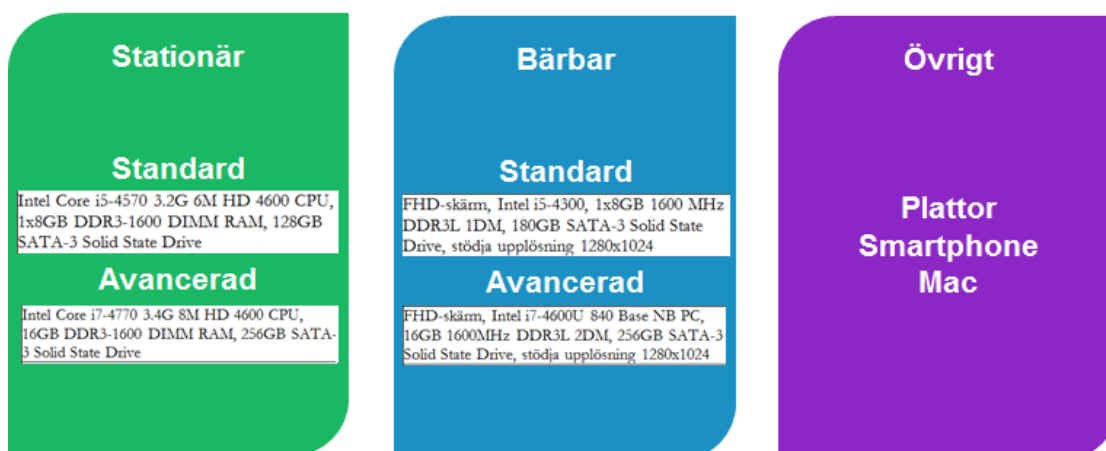 Stationär
Standard
Intel Core i5-4570 3.2G 6M HD 4600 CPU,
1x8GB DDR3-1600 DIMM RAM, 128GB
SATA-3 Solid State Drive
Avancerad
Intel Core i7-4770 3.4G 8M HD 4600 CPU,
16GB DDR3-1600 DIMM RAM, 256GB SATA-
3 Solid State Drive
Bärbar
Standard
FHD-skärm, Intel i5-4300, 1x8GB 1600 MHz
DDR3L 1DM, 180GB SATA-3 Solid State
Drive, stödja upplösning 1280x1024
Avancerad
FHD-skärm, Intel i7-4600U 840 Base NB PC,
16GB 1600MHz DDR3L 2DM, 256GB SATA-3
Solid State Drive, stödja upplösning 1280x1024
Övrigt
Plattor
Smartphone
Mac